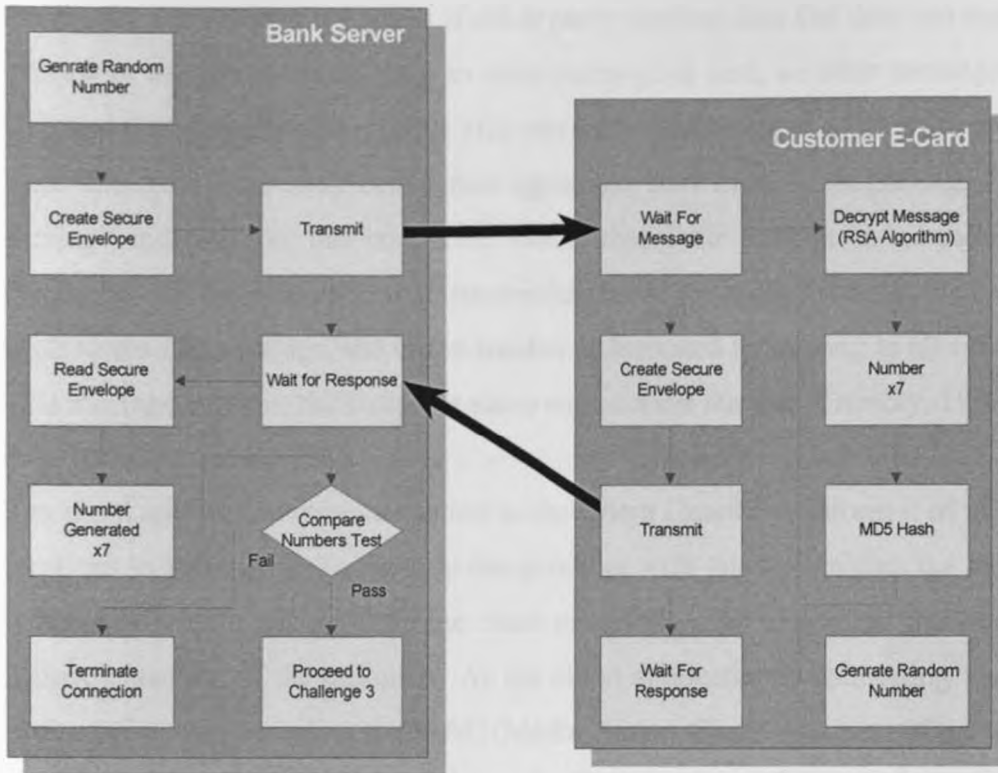 Bank Server
Genrate Random
Number
Create Secure
Envelope
Transmit
Read Secure
Envelope
Wait for Response
Number
Generated
x7
Compare
Numbers Test
Fail
Pass
Terminate
Connection
Proceed to
Challenge 3
Customer E-Card
Wait For
Message
Decrypt Message
(RSA Algorithm)
Create Secure
Envelope
Number
x7
Transmit
MD5 Hash
Wait For
Response
Genrate Random
Number